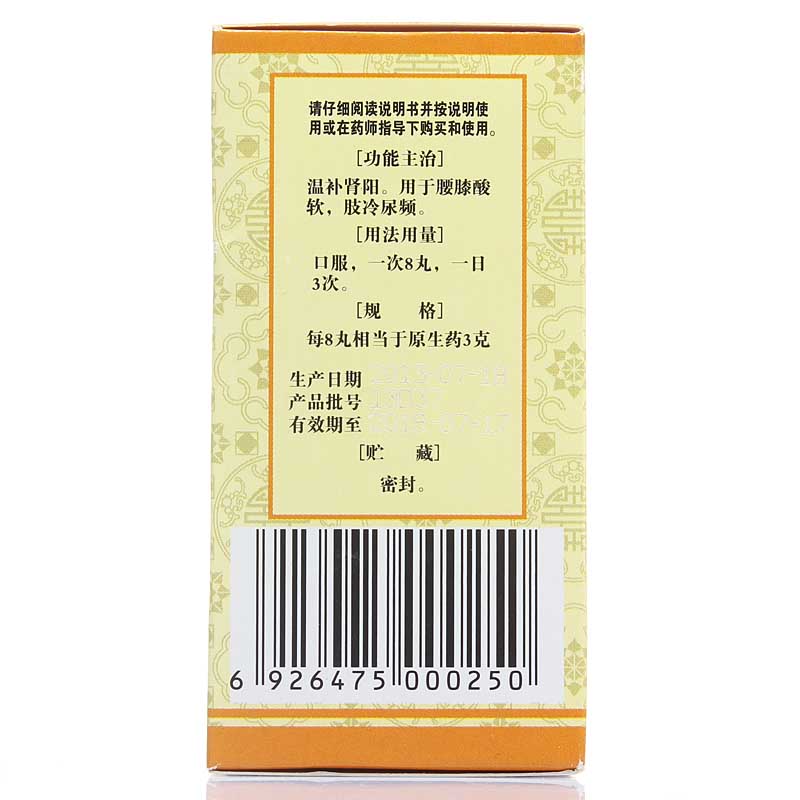 请仔细阅读说明书并按说明使
用或在药师指导下购买和使用。
[功能主治]
温补肾阳。用于腰膝酸
软，肢冷尿频。
[用法用量]
口服，一次8丸，一日
3次。
[规 格]
每8丸相当于原生药3克
生产日期
产品批号
有效期至
[贮 藏]
密封。
6 926475 000250